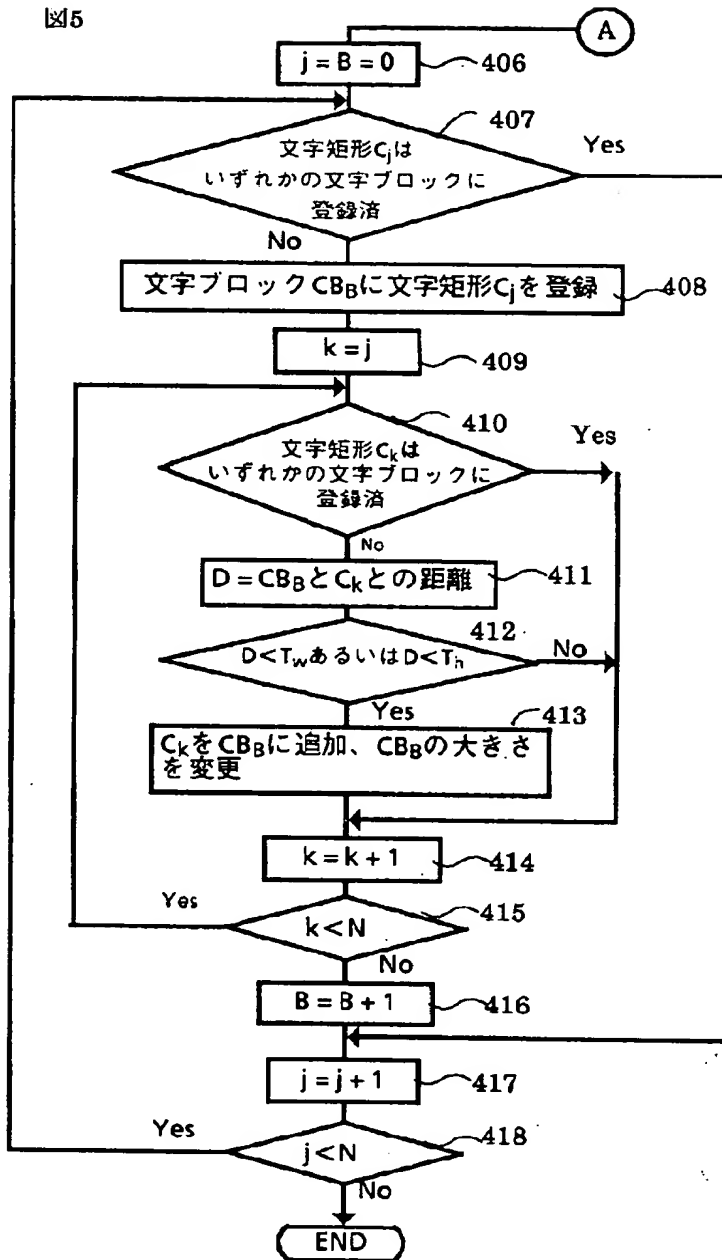 図5
A
j = B = 0
406
407
文字矩形Cjは
いずれかの文字ブロックに
登録済
Yes
No
文字ブロックCBBに文字矩形Cjを登録
408
k = j
409
410
文字矩形Ckは
いずれかの文字ブロックに
登録済
Yes
No
D = CBBとCkとの距離
411
412
D<TwあるいはD<Th
No
Yes
413
CkをCBBに追加、CBBの大きさ
を変更
k = k + 1
414
Yes
415
k < N
No
B = B + 1
416
j = j + 1
417
Yes
418
j < N
No
END